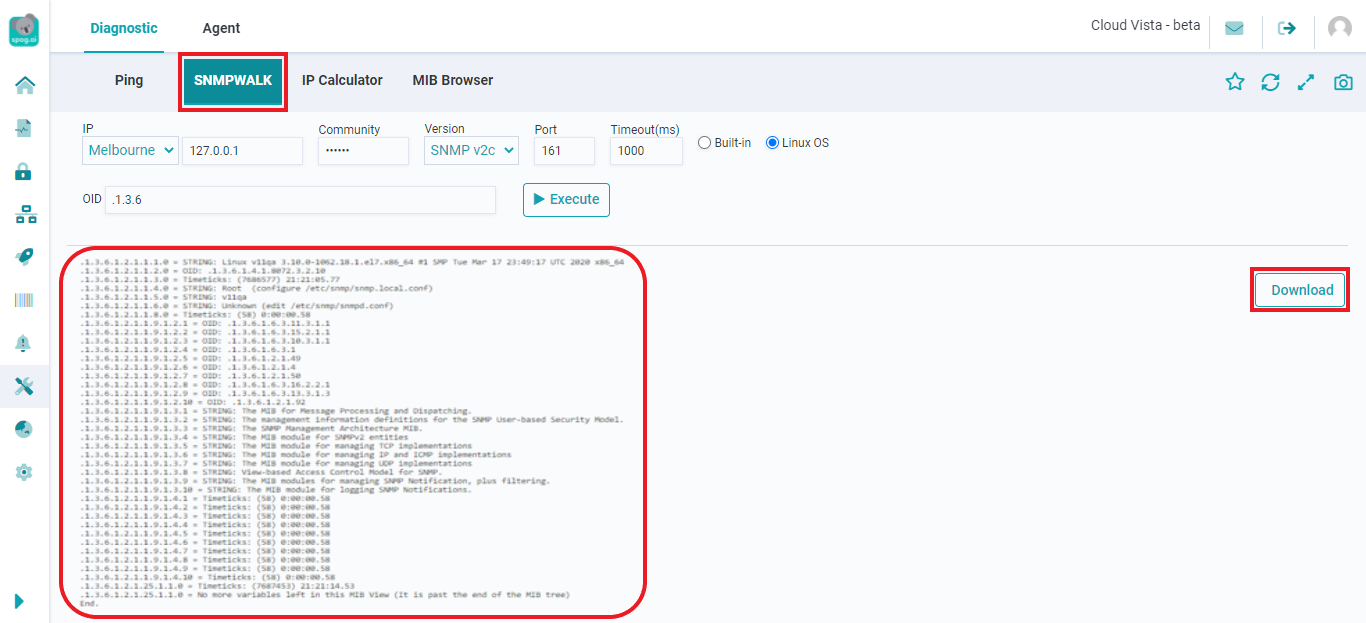 spog.ai
Diagnostic Agent
Cloud Vista - beta
Ping SNMPWALK IP Calculator MIB Browser
IP Community Version Port Timeout(ms)
Melbourne 127.0.0.1 •••••• SNMP v2c 161 1000 Built-in Linux OS
OID .1.3.6 Execute
Download
.1.3.6.1.2.1.1.1.0 = STRING: Linux v11qa 3.10.0-1062.18.1.el7.x86_64 #1 SMP Tue Mar 17 23:49:17 UTC 2020 x86_64
.1.3.6.1.2.1.1.2.0 = OID: .1.3.6.1.4.1.8072.3.2.10
.1.3.6.1.2.1.1.3.0 = Timeticks: (7686577) 21:21:05.77
.1.3.6.1.2.1.1.4.0 = STRING: Root (configure /etc/snmp/snmp.local.conf)
.1.3.6.1.2.1.1.5.0 = STRING: v11qa
.1.3.6.1.2.1.1.6.0 = STRING: Unknown (edit /etc/snmp/snmpd.conf)
.1.3.6.1.2.1.1.8.0 = Timeticks: (58) 0:00:00.58
.1.3.6.1.2.1.1.9.1.2.1 = OID: .1.3.6.1.6.3.11.3.1.1
.1.3.6.1.2.1.1.9.1.2.2 = OID: .1.3.6.1.6.3.15.2.1.1
.1.3.6.1.2.1.1.9.1.2.3 = OID: .1.3.6.1.6.3.10.3.1.1
.1.3.6.1.2.1.1.9.1.2.4 = OID: .1.3.6.1.6.3.1
.1.3.6.1.2.1.1.9.1.2.5 = OID: .1.3.6.1.2.1.49
.1.3.6.1.2.1.1.9.1.2.6 = OID: .1.3.6.1.2.1.4
.1.3.6.1.2.1.1.9.1.2.7 = OID: .1.3.6.1.2.1.50
.1.3.6.1.2.1.1.9.1.2.8 = OID: .1.3.6.1.6.3.16.2.2.1
.1.3.6.1.2.1.1.9.1.2.9 = OID: .1.3.6.1.6.3.13.3.1.3
.1.3.6.1.2.1.1.9.1.2.10 = OID: .1.3.6.1.2.1.92
.1.3.6.1.2.1.1.9.1.3.1 = STRING: The MIB for Message Processing and Dispatching.
.1.3.6.1.2.1.1.9.1.3.2 = STRING: The management information definitions for the SNMP User-based Security Model.
.1.3.6.1.2.1.1.9.1.3.3 = STRING: The SNMP Management Architecture MIB.
.1.3.6.1.2.1.1.9.1.3.4 = STRING: The MIB module for SNMPv2 entities
.1.3.6.1.2.1.1.9.1.3.5 = STRING: The MIB module for managing TCP implementations
.1.3.6.1.2.1.1.9.1.3.6 = STRING: The MIB module for managing IP and ICMP implementations
.1.3.6.1.2.1.1.9.1.3.7 = STRING: The MIB module for managing UDP implementations
.1.3.6.1.2.1.1.9.1.3.8 = STRING: View-based Access Control Model for SNMP.
.1.3.6.1.2.1.1.9.1.3.9 = STRING: The MIB modules for managing SNMP Notification, plus filtering.
.1.3.6.1.2.1.1.9.1.3.10 = STRING: The MIB module for logging SNMP Notifications.
.1.3.6.1.2.1.1.9.1.4.1 = Timeticks: (58) 0:00:00.58
.1.3.6.1.2.1.1.9.1.4.2 = Timeticks: (58) 0:00:00.58
.1.3.6.1.2.1.1.9.1.4.3 = Timeticks: (58) 0:00:00.58
.1.3.6.1.2.1.1.9.1.4.4 = Timeticks: (58) 0:00:00.58
.1.3.6.1.2.1.1.9.1.4.5 = Timeticks: (58) 0:00:00.58
.1.3.6.1.2.1.1.9.1.4.6 = Timeticks: (58) 0:00:00.58
.1.3.6.1.2.1.1.9.1.4.7 = Timeticks: (58) 0:00:00.58
.1.3.6.1.2.1.1.9.1.4.8 = Timeticks: (58) 0:00:00.58
.1.3.6.1.2.1.1.9.1.4.9 = Timeticks: (58) 0:00:00.58
.1.3.6.1.2.1.1.9.1.4.10 = Timeticks: (58) 0:00:00.58
.1.3.6.1.2.1.25.1.1.0 = Timeticks: (7687453) 21:21:14.53
.1.3.6.1.2.1.25.1.1.0 = No more variables left in this MIB View (It is past the end of the MIB tree)
End.